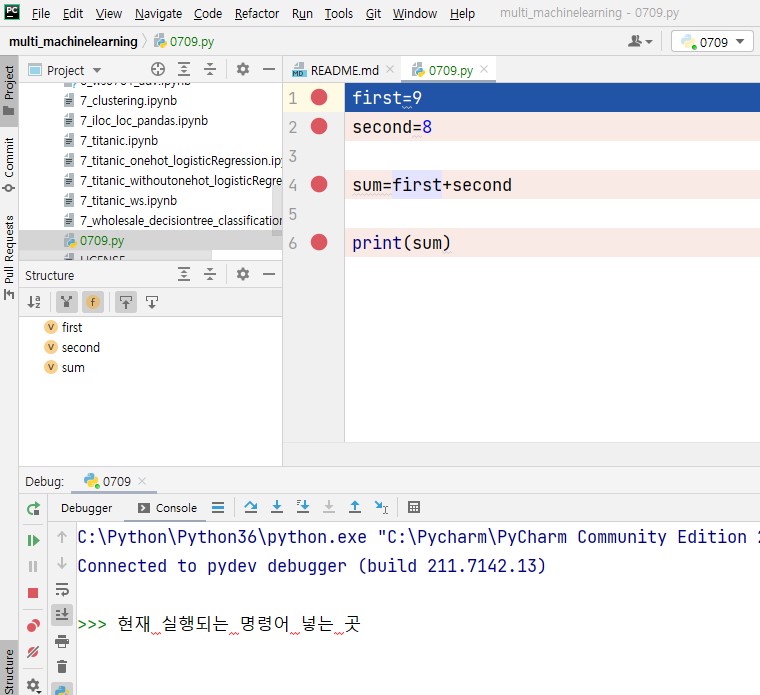 PC File Edit View Navigate Code Refactor Run Tools Git Window Help multi_machinelearning - 0709.py
multi_machinelearning 0709.py 0709
Project
Commit
Pull Requests
Structure
Project
7_clustering.ipynb
7_iloc_loc_pandas.ipynb
7_titanic.ipynb
7_titanic_onehot_logisticRegression.ip
7_titanic_withoutonehot_logisticRegre
7_titanic_ws.ipynb
7_wholesale_decisiontree_classification
0709.py
Structure
first
second
sum
README.md 0709.py
1 first=9
2 second=8
3
4 sum=first+second
5
6 print(sum)
Debug: 0709
Debugger Console
C:\Python\Python36\python.exe "C:\Pycharm\PyCharm Community Edition 2
Connected to pydev debugger (build 211.7142.13)
>>> 현재 실행되는 명령어 넣는 곳